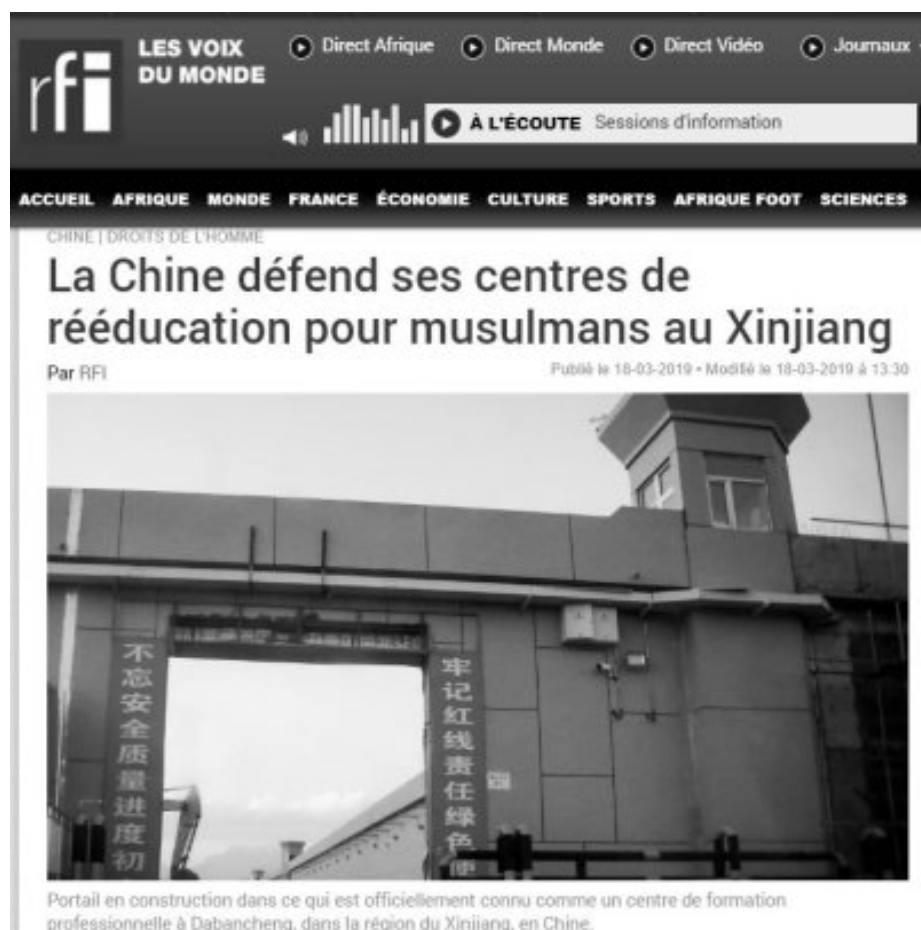 rfi
LES VOIX
DU MONDE
Direct Afrique
Direct Monde
Direct Vidéo
Journaux
À L'ÉCOUTE Sessions d'information
ACCUEIL AFRIQUE MONDE FRANCE ÉCONOMIE CULTURE SPORTS AFRIQUE FOOT SCIENCES
CHINE | DROITS DE L'HOMME
La Chine défend ses centres de
rééducation pour musulmans au Xinjiang
Par RFI
Publié le 18-03-2019 • Modifié le 18-03-2019 à 13:30
不忘安全质量进度初
牢记红线责任绿色
Portail en construction dans ce qui est officiellement connu comme un centre de formation
professionnelle à Dabancheng, dans la région du Xinjiang, en Chine.